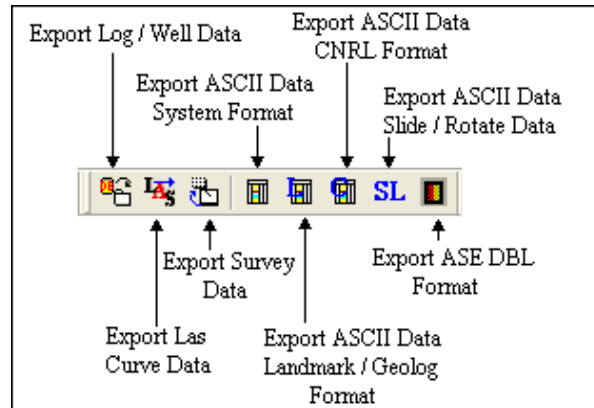 Export Log / Well Data
Export ASCII Data
CNRL Format
Export ASCII Data
System Format
Export ASCII Data
Slide / Rotate Data
LAS
L
C
SL
Export Survey
Data
Export ASE DBL
Format
Export Las
Curve Data
Export ASCII Data
Landmark / Geolog
Format